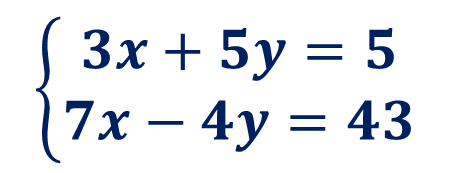 3x + 5y = 5
7x − 4y = 43